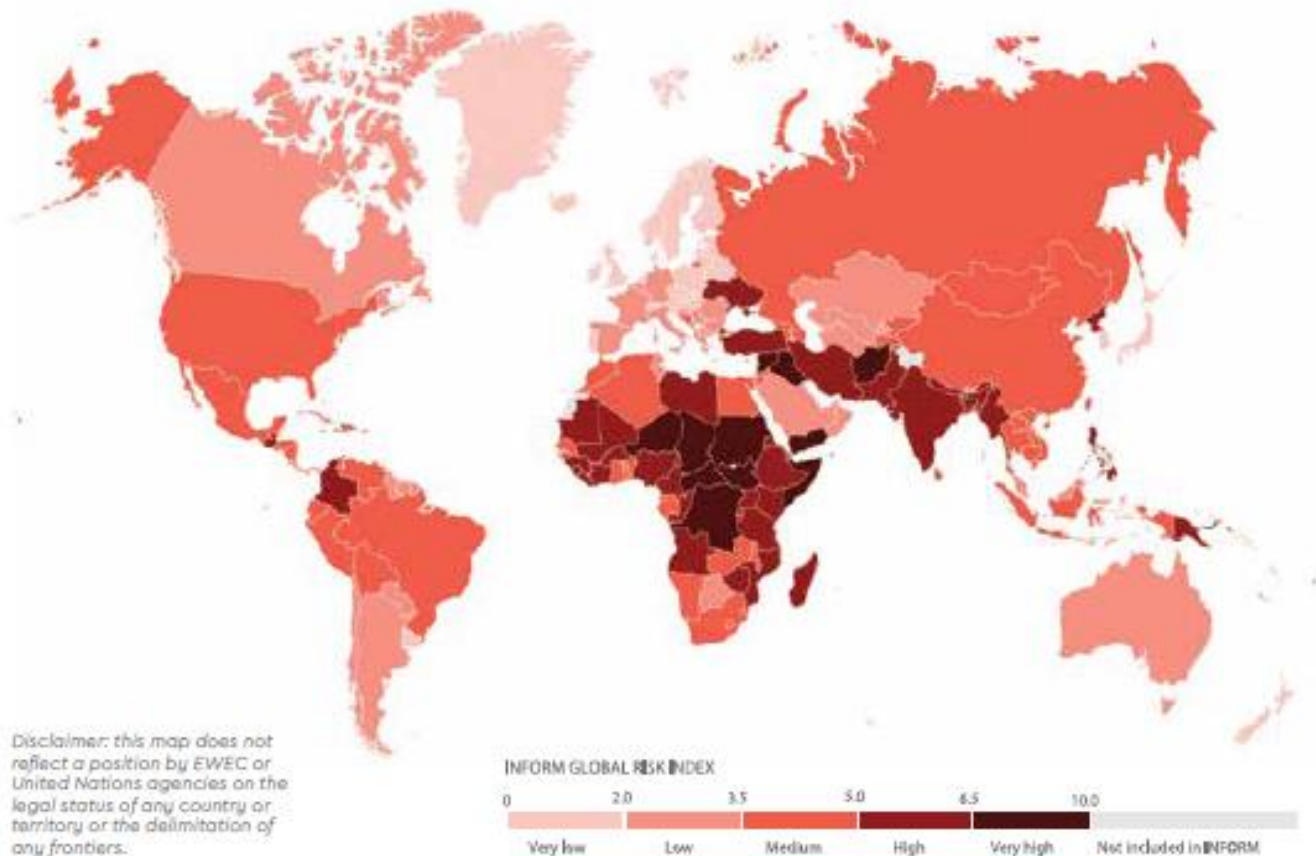 Disclaimer: this map does not
reflect a position by EWEC or
United Nations agencies on the
legal status of any country or
territory or the delimitation of
any frontiers.
INFORM GLOBAL RISK INDEX
0 2.0 3.5 5.0 6.5 10.0
Very low Low Medium High Very high Not included in INFORM